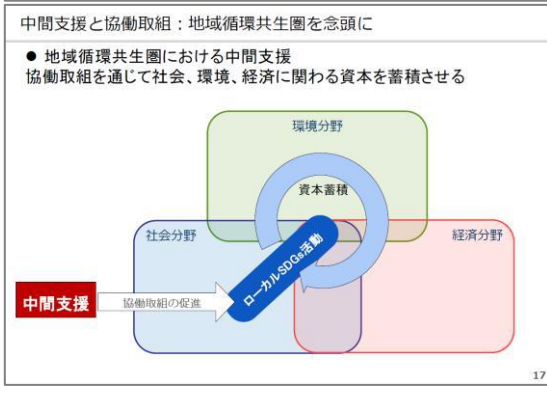 中間支援と協働取組：地域循環共生圏を念頭に
● 地域循環共生圏における中間支援
協働取組を通じて社会、環境、経済に関わる資本を蓄積させる
環境分野
資本蓄積
社会分野
経済分野
ローカルSDGs活動
中間支援
協働取組の促進
17